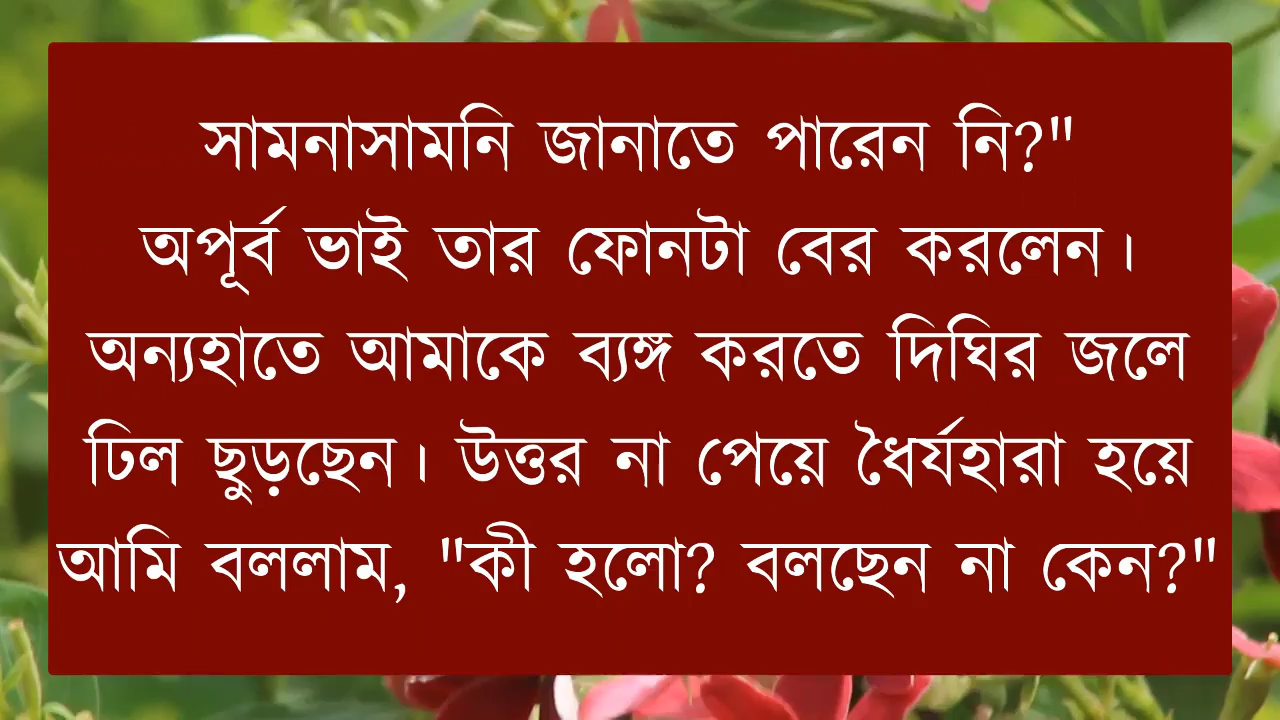 সামনাসামনি জানাতে পারেন নি?"
অপূর্ব ভাই তার ফোনটা বের করলেন।
অন্যহাতে আমাকে ব্যঙ্গ করতে দিঘির জলে
ঢিল ছুড়ছেন। উত্তর না পেয়ে ধৈর্যহারা হয়ে
আমি বললাম, "কী হলো? বলছেন না কেন?"